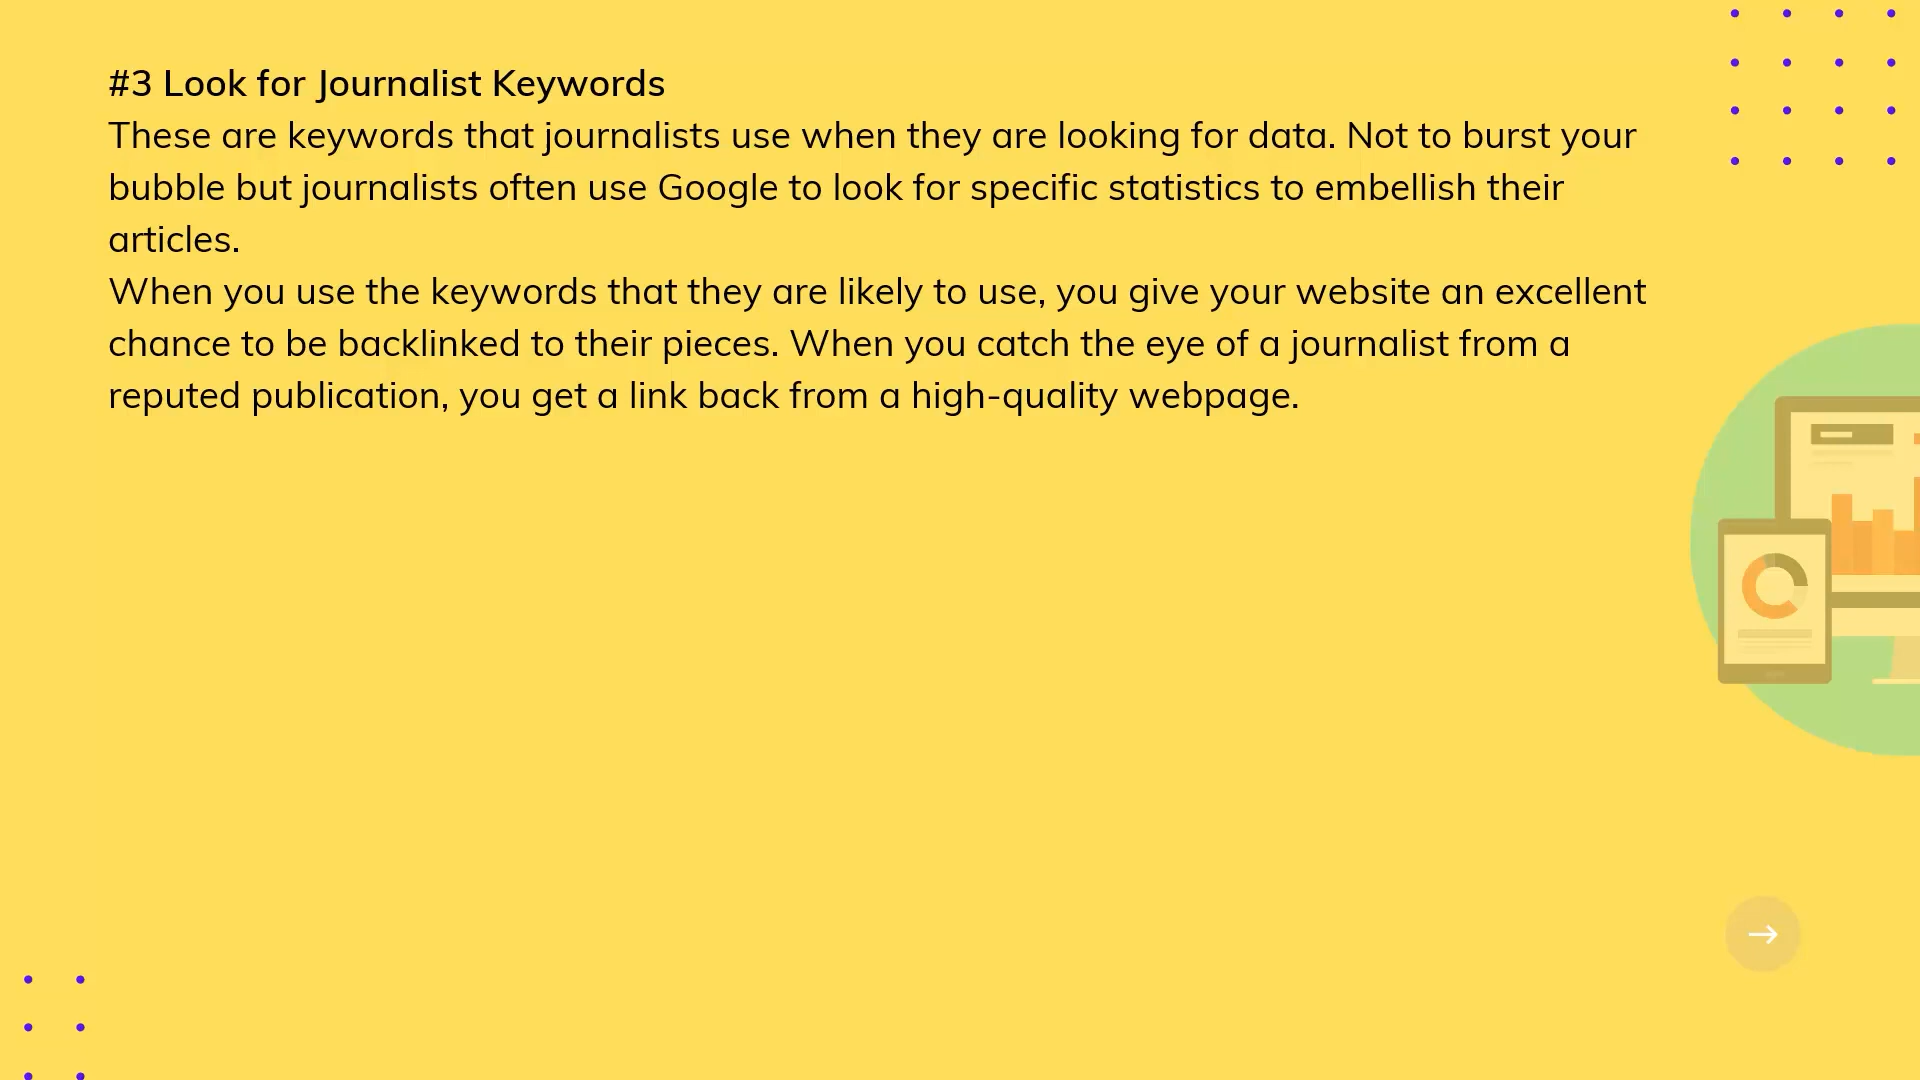 #3 Look for Journalist Keywords
These are keywords that journalists use when they are looking for data. Not to burst your
bubble but journalists often use Google to look for specific statistics to embellish their
articles.
When you use the keywords that they are likely to use, you give your website an excellent
chance to be backlinked to their pieces. When you catch the eye of a journalist from a
reputed publication, you get a link back from a high-quality webpage.